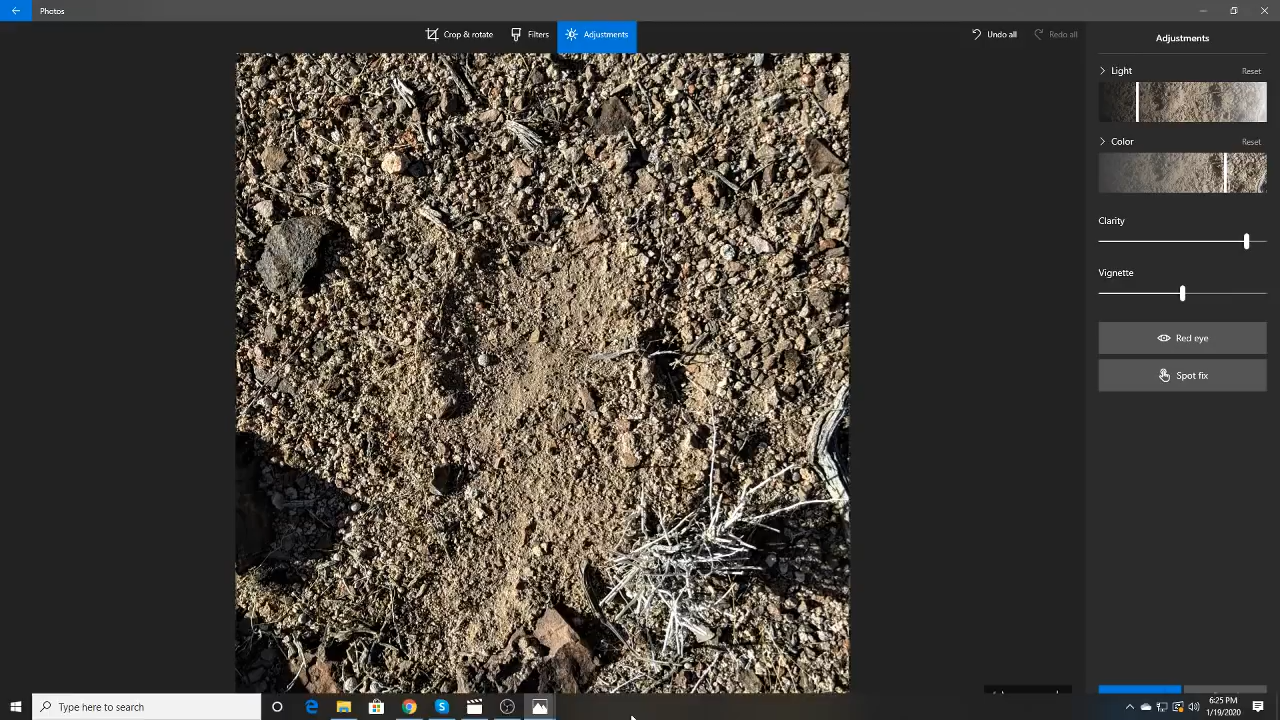 Photos
Crop & rotate Filters Adjustments Undo all Redo all
Adjustments
Light Reset
Color Reset
Clarity
Vignette
Red eye
Spot fix
Type here to search
6:25 PM
1/19/2020